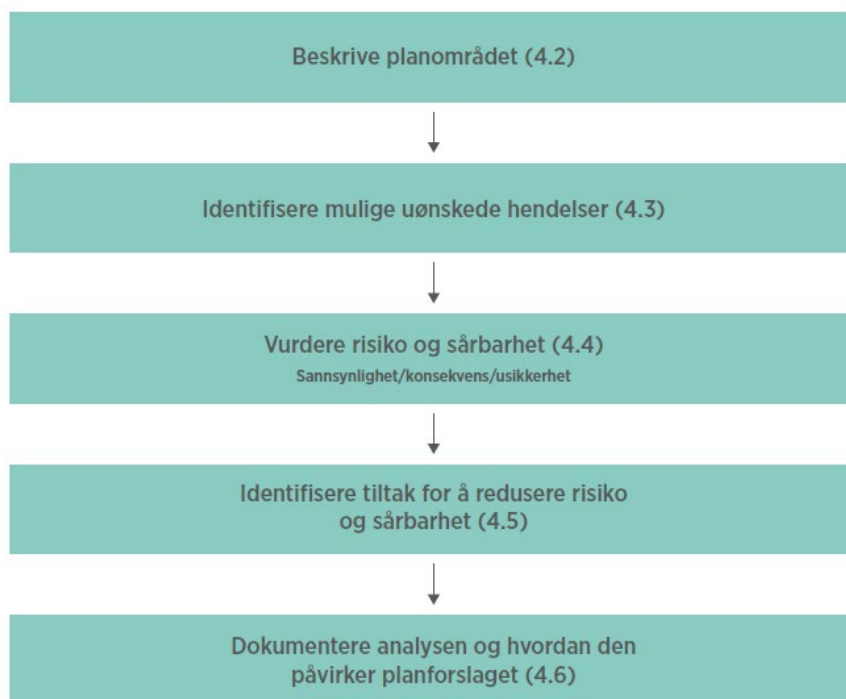 Beskrive planområdet (4.2)
Identifisere mulige uønskede hendelser (4.3)
Vurdere risiko og sårbarhet (4.4)
Sannsynlighet/konsekvens/usikkerhet
Identifisere tiltak for å redusere risiko
og sårbarhet (4.5)
Dokumentere analysen og hvordan den
påvirker planforslaget (4.6)